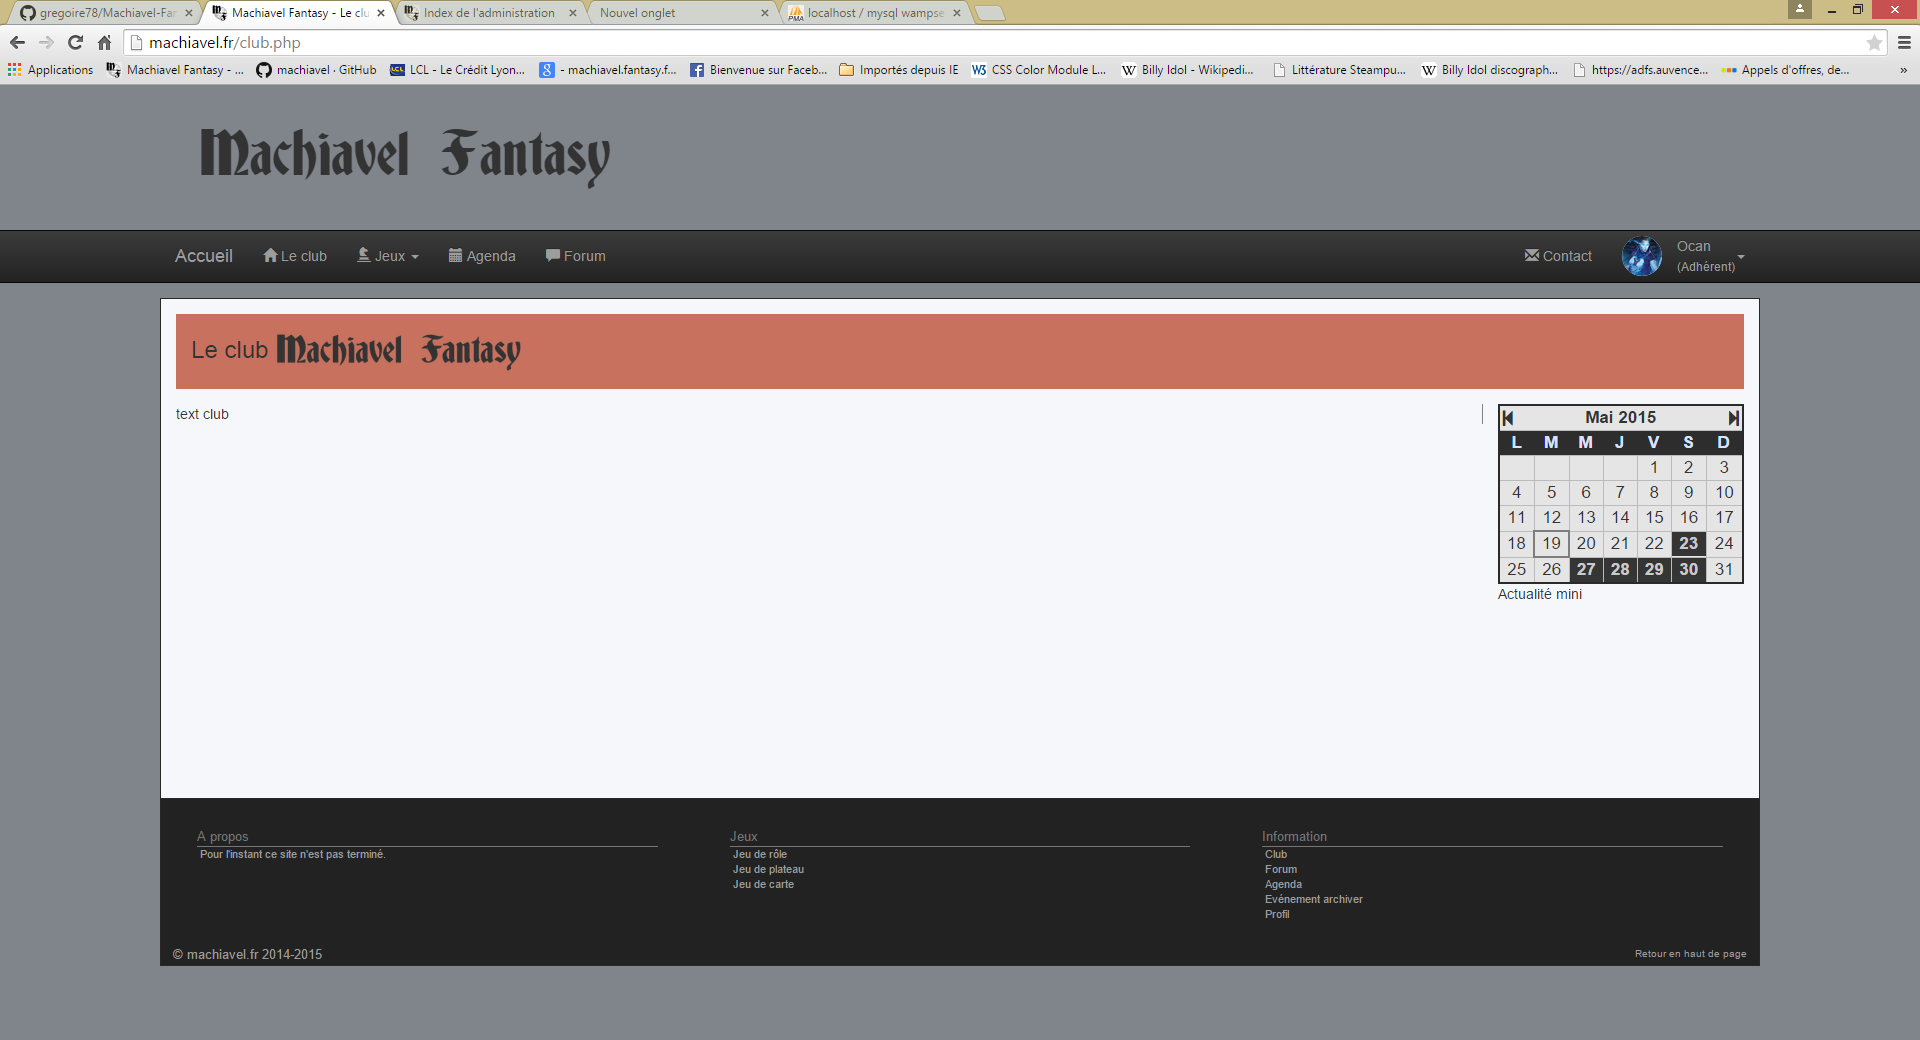 gregoire78/Machiavel-Fan
Machiavel Fantasy - Le clu
Index de l'administration
Nouvel onglet
localhost / mysql wampse
machiavel.fr/club.php
Applications
Machiavel Fantasy - ...
machiavel · GitHub
LCL - Le Crédit Lyon...
- machiavel.fantasy.f...
Bienvenue sur Faceb...
Importés depuis IE
CSS Color Module L...
Billy Idol - Wikipedi...
Littérature Steampu...
Billy Idol discograph...
https://adfs.auvence...
Appels d'offres, de...
»
Machiavel Fantasy
Accueil
Le club
Jeux
Agenda
Forum
Contact
Ocan
(Adhérent)
Le club Machiavel Fantasy
text club
Mai 2015
L M M J V S D
1 2 3
4 5 6 7 8 9 10
11 12 13 14 15 16 17
18 19 20 21 22 23 24
25 26 27 28 29 30 31
Actualité mini
A propos
Pour l'instant ce site n'est pas terminé.
Jeux
Jeu de rôle
Jeu de plateau
Jeu de carte
Information
Club
Forum
Agenda
Evénement archiver
Profil
© machiavel.fr 2014-2015
Retour en haut de page